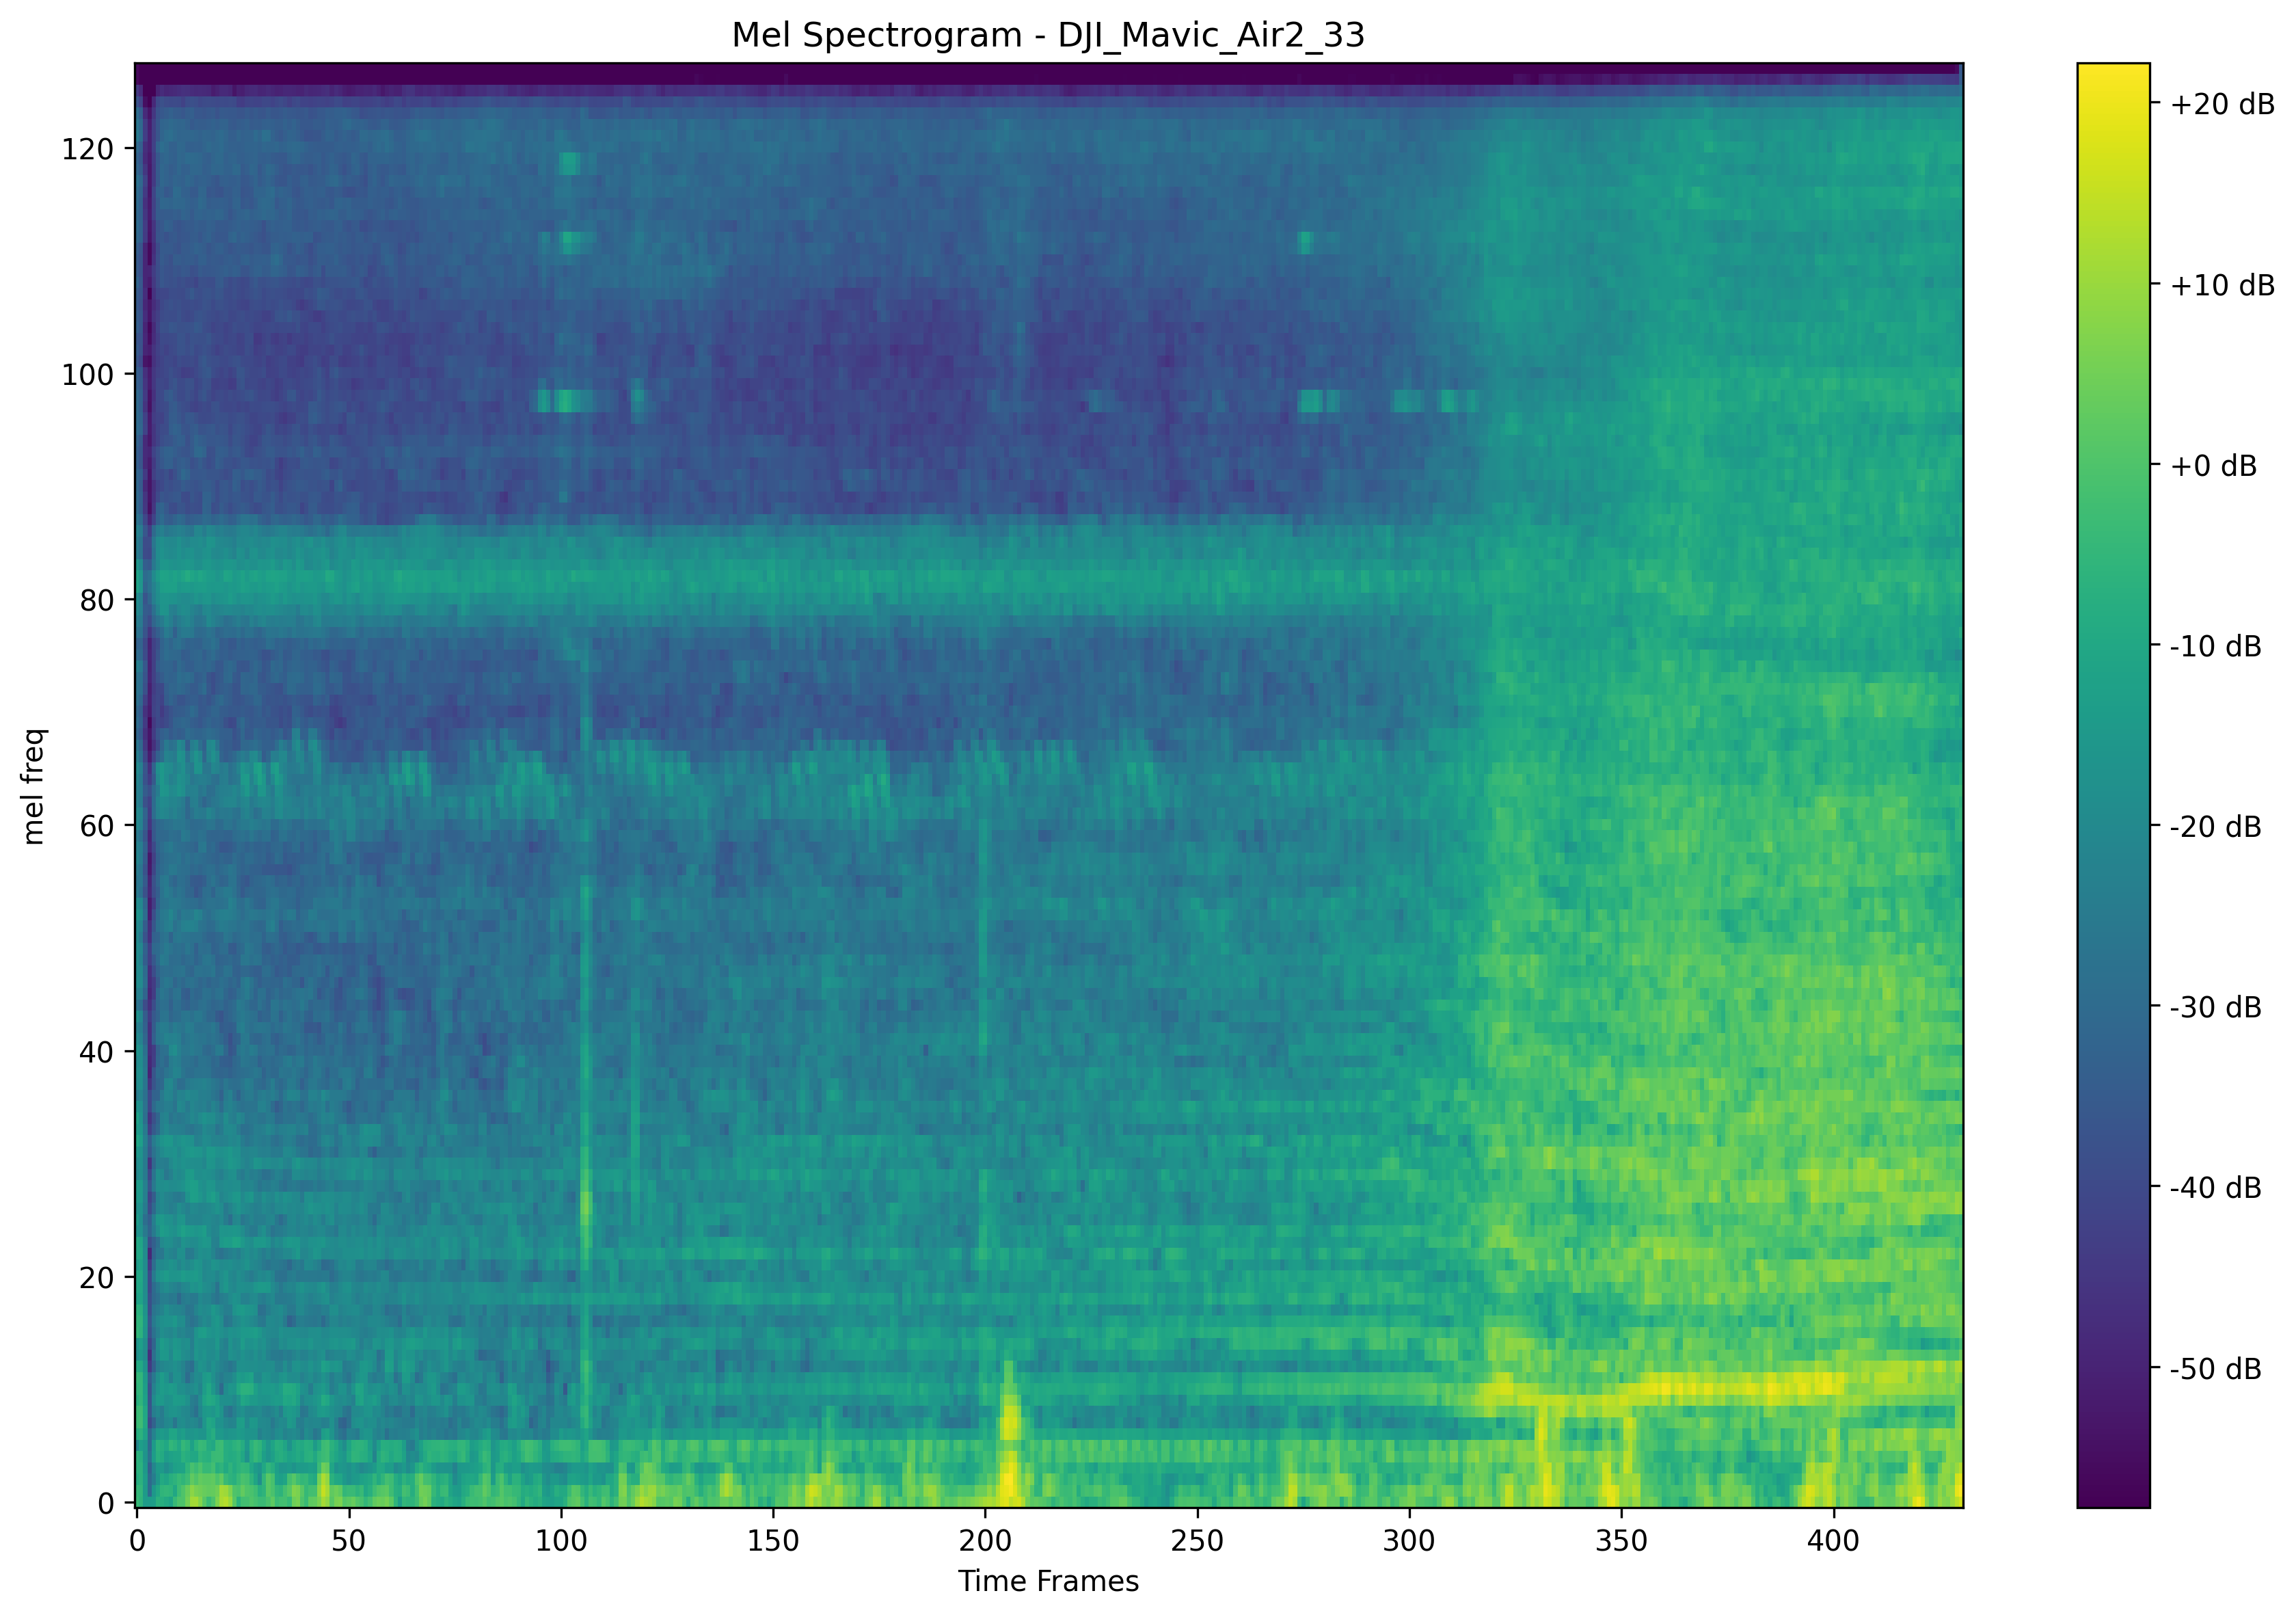 Mel Spectrogram - DJI_Mavic_Air2_33
mel freq
120
100
80
60
40
20
0
0 50 100 150 200 250 300 350 400
Time Frames
+20 dB
+10 dB
+0 dB
-10 dB
-20 dB
-30 dB
-40 dB
-50 dB